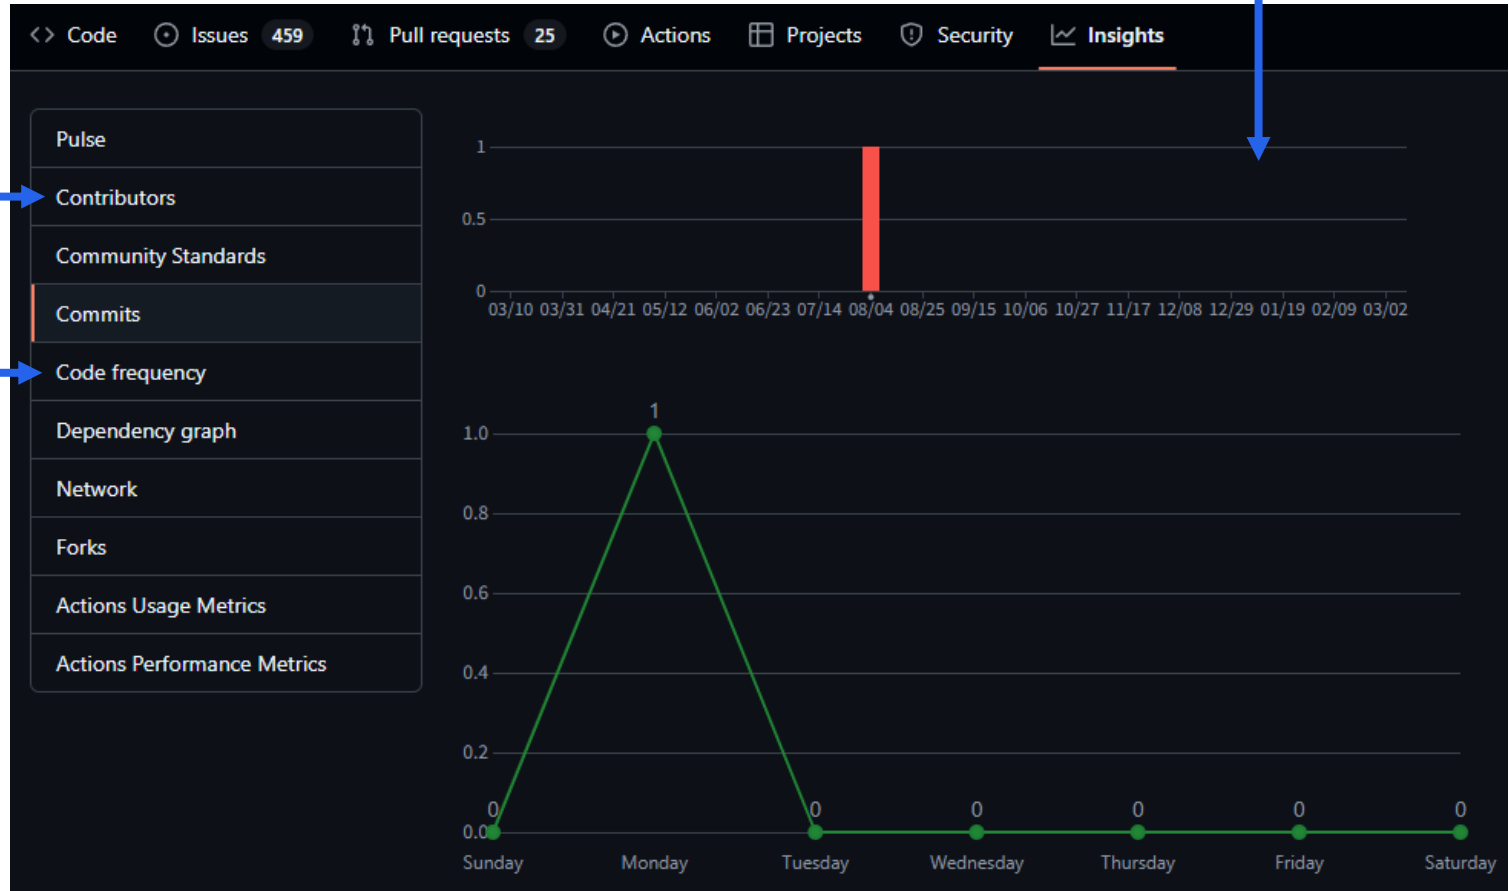 Code Issues 459 Pull requests 25 Actions Projects Security Insights
Pulse
Contributors
Community Standards
Commits
Code frequency
Dependency graph
Network
Forks
Actions Usage Metrics
Actions Performance Metrics
1
0.5
0
03/10 03/31 04/21 05/12 06/02 06/23 07/14 08/04 08/25 09/15 10/06 10/27 11/17 12/08 12/29 01/19 02/09 03/02
1
1.0
0.8
0.6
0.4
0.2
0 0 0 0 0 0
0.0
Sunday Monday Tuesday Wednesday Thursday Friday Saturday